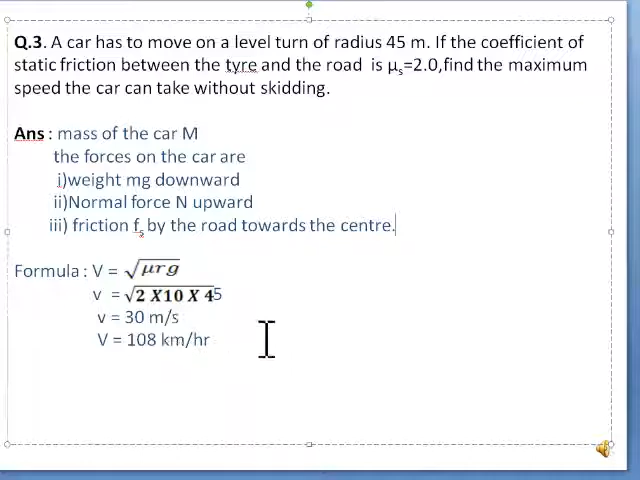 Q.3. A car has to move on a level turn of radius 45 m. If the coefficient of
static friction between the tyre and the road is μs=2.0,find the maximum
speed the car can take without skidding.
Ans : mass of the car M
the forces on the car are
i)weight mg downward
ii)Normal force N upward
iii) friction fs by the road towards the centre.
Formula : V = √μrg
v = √2 X10 X 45
v = 30 m/s
V = 108 km/hr